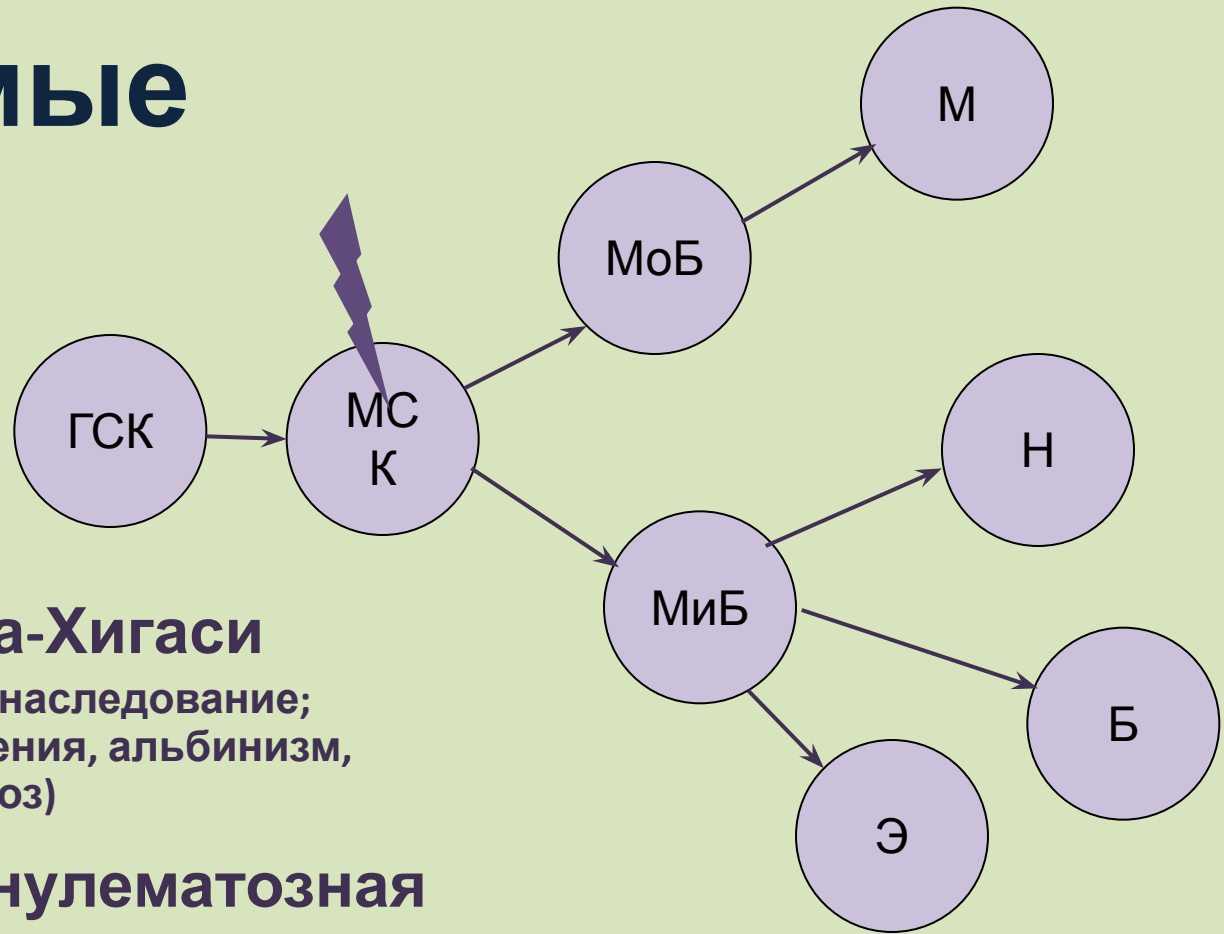 мые
М
МоБ
ГСК
МС
К
Н
МиБ
а-Хигаси
наследование;
ения, альбинизм,
оз)
Б
Э
нулематозная